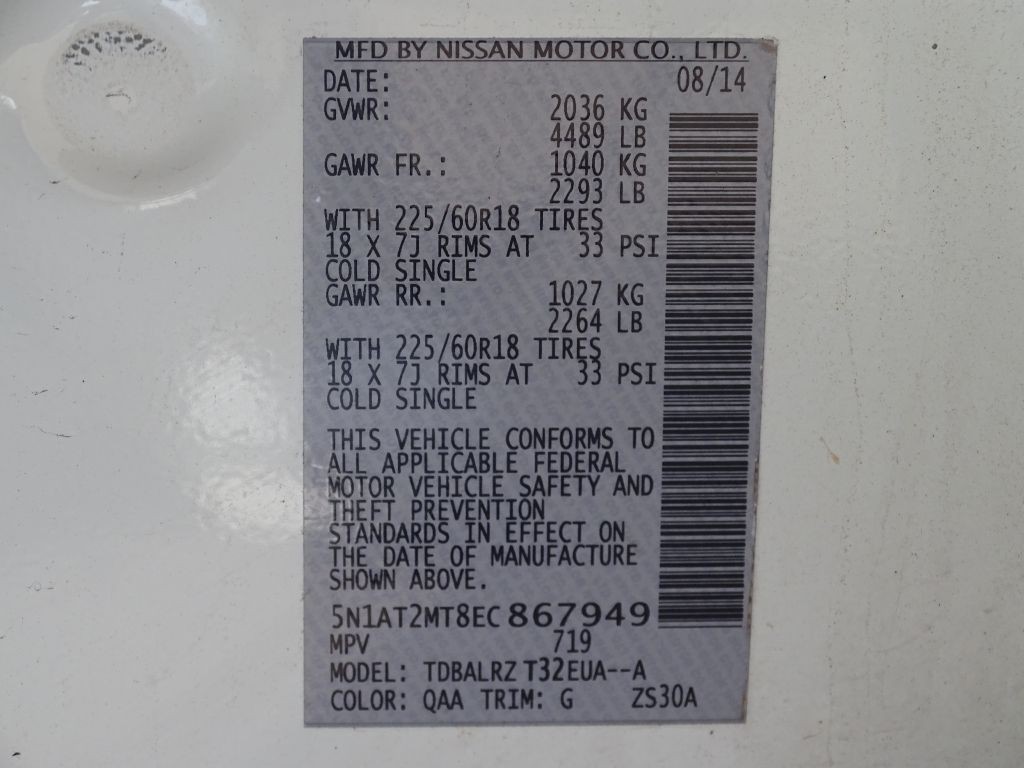 MFD BY NISSAN MOTOR CO., LTD.
DATE: 08/14
GVWR: 2036 KG
4489 LB
GAWR FR.: 1040 KG
2293 LB
WITH 225/60R18 TIRES
18 X 7J RIMS AT 33 PSI
COLD SINGLE
GAWR RR.: 1027 KG
2264 LB
WITH 225/60R18 TIRES
18 X 7J RIMS AT 33 PSI
COLD SINGLE
THIS VEHICLE CONFORMS TO
ALL APPLICABLE FEDERAL
MOTOR VEHICLE SAFETY AND
THEFT PREVENTION
STANDARDS IN EFFECT ON
THE DATE OF MANUFACTURE
SHOWN ABOVE.
5N1AT2MT8EC867949
MPV 719
MODEL: TDBALRZ T32EUA--A
COLOR: QAA TRIM: G ZS30A